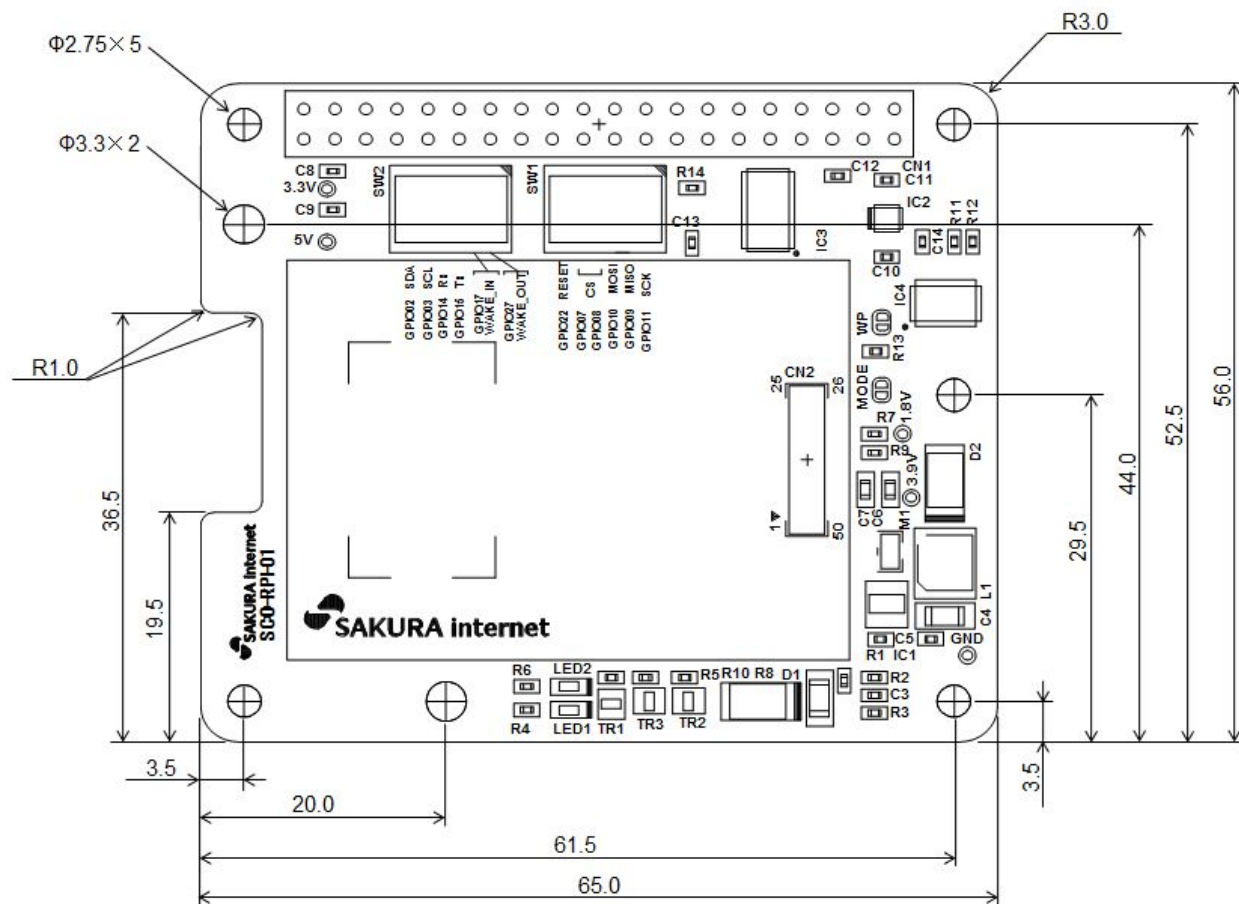 Φ2.75×5
R3.0
Φ3.3×2
C8
3.3V
C9
5V
SW2
SW1
R14
C13
C12
CN1
C11
IC2
IC3
R11
R12
C14
C10
IC4
GPIO02 SDA
GPIO03 SCL
GPIO14
GPIO15
GPIO17 WAKE_IN
GPIO27 WAKE_OUT
GPIO22 RESET
GPIO07
GPIO08
CS
GPIO10 MOSI
GPIO09 MISO
GPIO11 SCK
WP
R13
R1.0
MODE
25
CN2
26
R7
1.8V
R9
3.9V
D2
C7
C6
M1
1
50
L1
C4
C5
GND
R1
IC1
SAKURA internet
SCO-RPI-01
SAKURA internet
R6
LED2
R5
R10
R8
D1
R2
C3
R3
R4
LED1
TR1
TR3
TR2
36.5
19.5
29.5
44.0
52.5
56.0
3.5
3.5
20.0
61.5
65.0